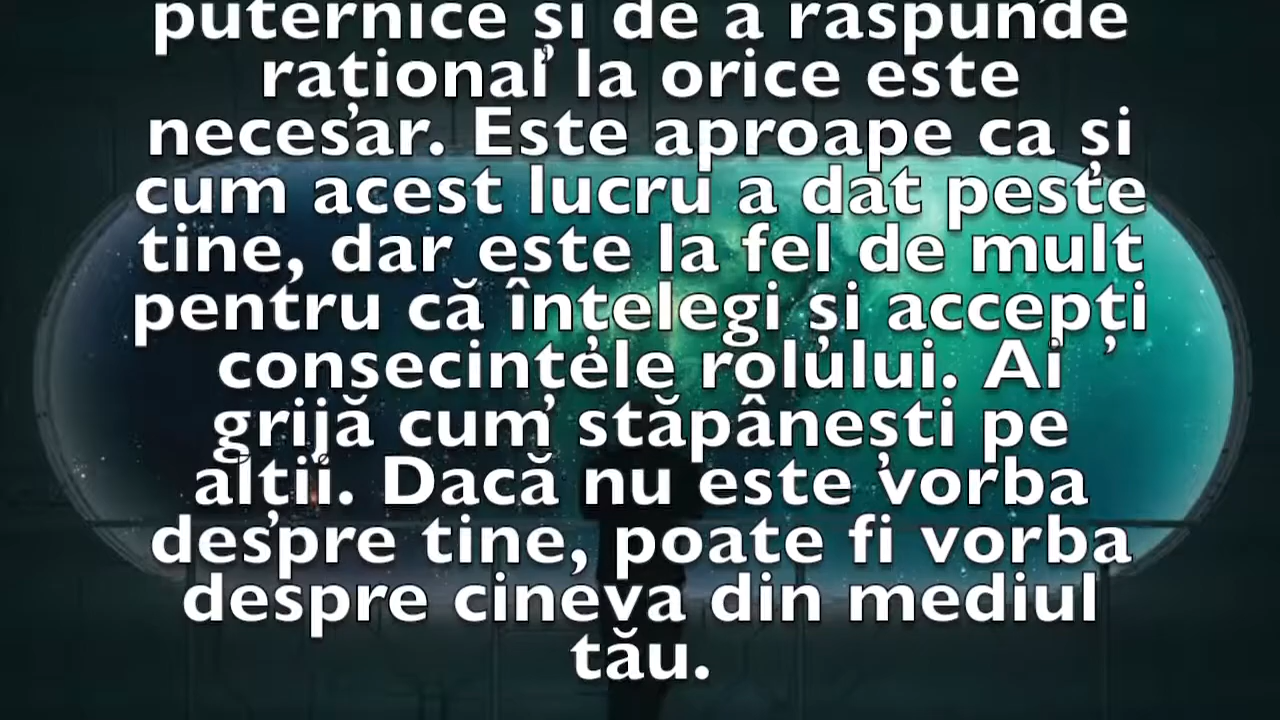 puternice și de a răspunde
rațional la orice este
necesar. Este aproape ca și
cum acest lucru a dat peste
tine, dar este la fel de mult
pentru că înțelegi și accepți
consecințele rolului. Ai
grijă cum stăpânești pe
alții. Dacă nu este vorba
despre tine, poate fi vorba
despre cineva din mediul
tău.